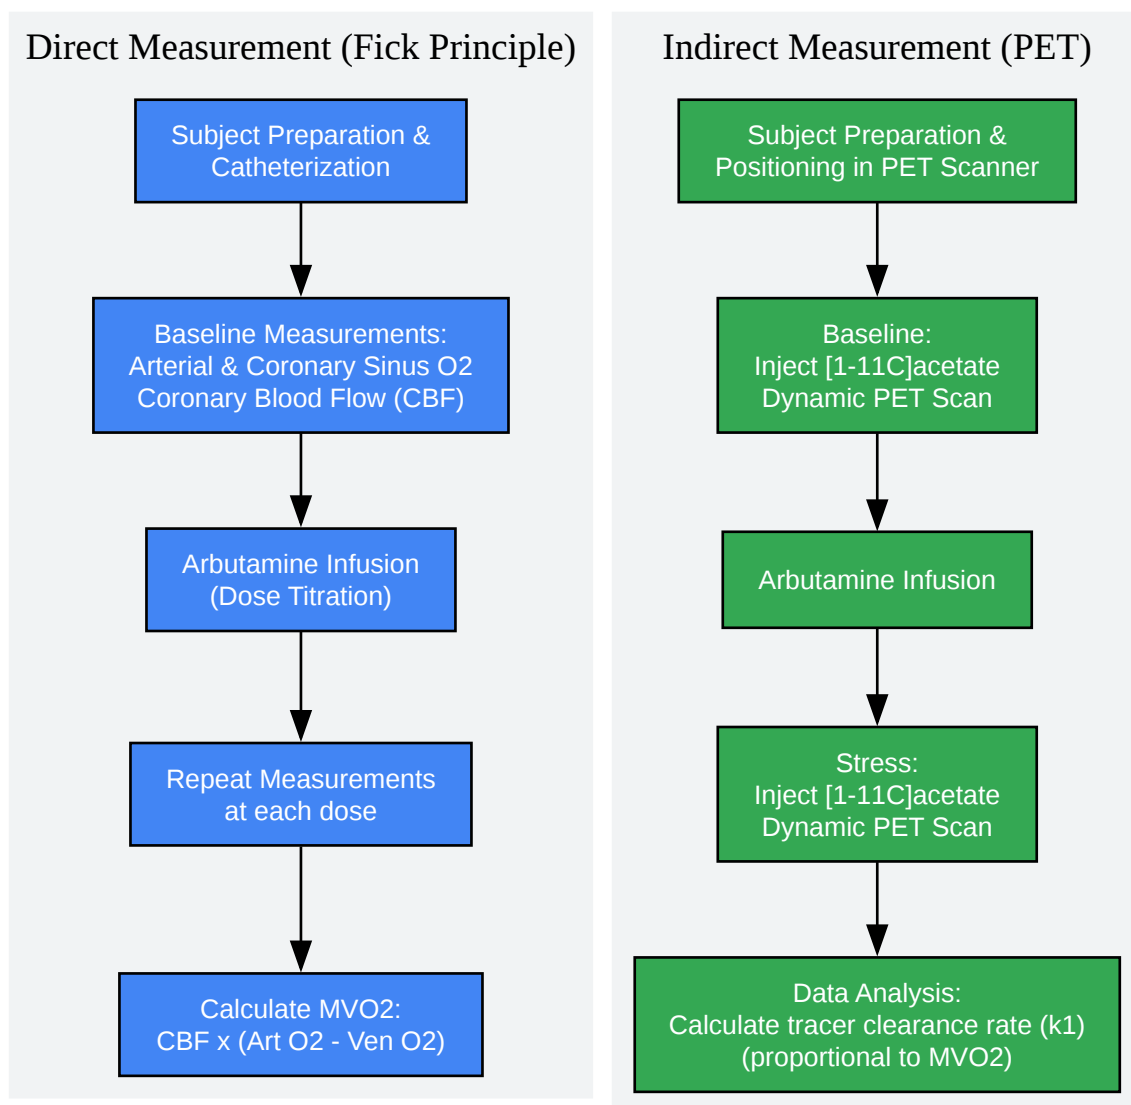 Direct Measurement (Fick Principle)
Subject Preparation &
Catheterization
Baseline Measurements:
Arterial & Coronary Sinus O2
Coronary Blood Flow (CBF)
Arbutamine Infusion
(Dose Titration)
Repeat Measurements
at each dose
Calculate MVO2:
CBF x (Art O2 - Ven O2)
Indirect Measurement (PET)
Subject Preparation &
Positioning in PET Scanner
Baseline:
Inject [1-11C]acetate
Dynamic PET Scan
Arbutamine Infusion
Stress:
Inject [1-11C]acetate
Dynamic PET Scan
Data Analysis:
Calculate tracer clearance rate (k1)
(proportional to MVO2)